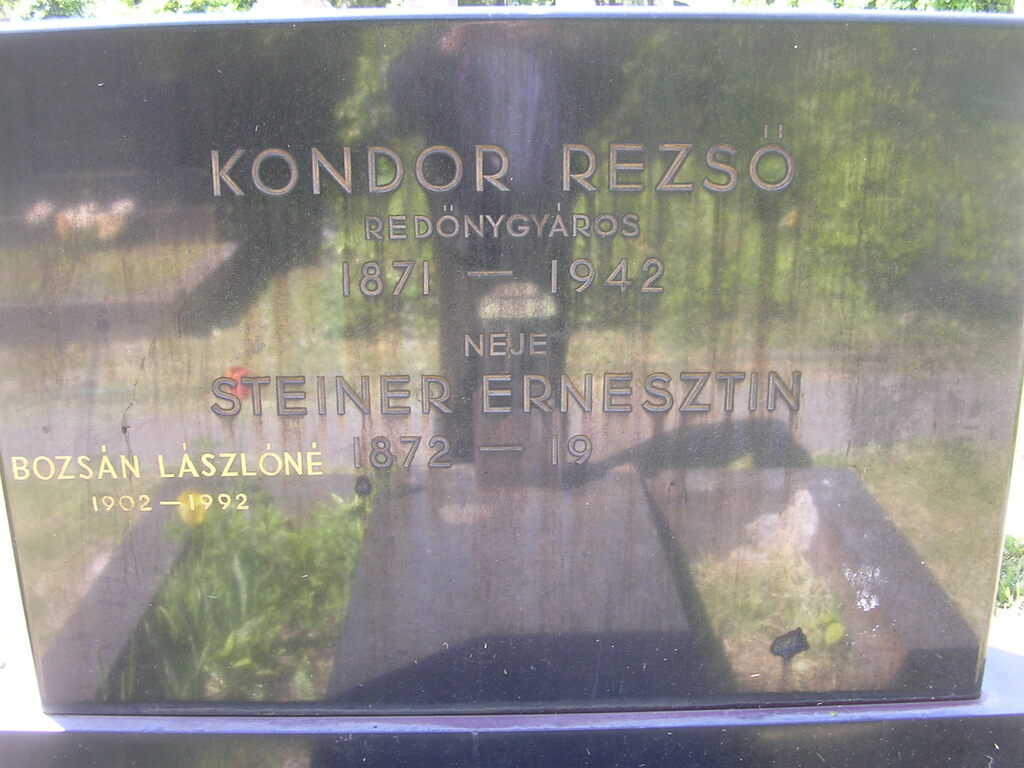 KONDOR REZSŐ
REDŐNYGYÁROS
1871 — 1942
NEJE
STEINER ERNESZTIN
1872 — 19
BOZSÁN LÁSZLÓNÉ
1902 — 1992